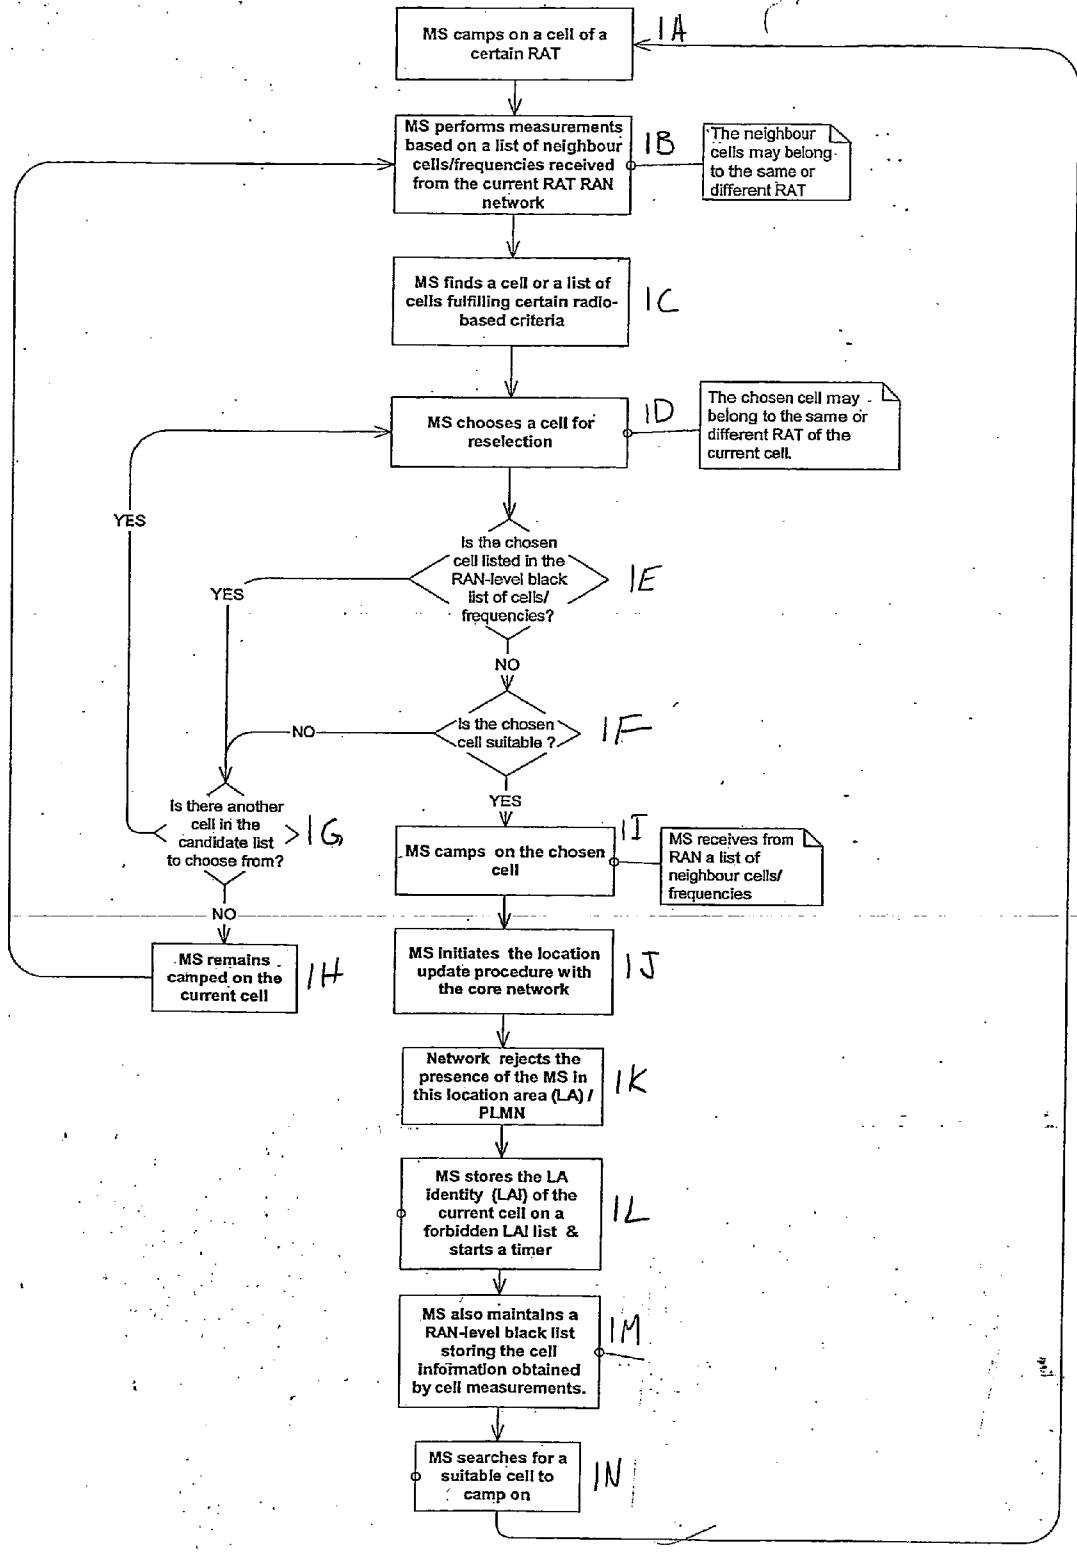 MS camps on a cell of a
certain RAT
1A
MS performs measurements
based on a list of neighbour
cells/frequencies received
from the current RAT RAN
network
1B
The neighbour
cells may belong
to the same or
different RAT
MS finds a cell or a list of
cells fulfilling certain radio-
based criteria
1C
MS chooses a cell for
reselection
1D
The chosen cell may
belong to the same or
different RAT of the
current cell.
YES
Is the chosen
cell listed in the
RAN-level black
list of cells/
frequencies?
1E
YES
NO
Is the chosen
cell suitable ?
1F
NO
YES
Is there another
cell in the
candidate list
to choose from?
1G
MS camps on the chosen
cell
1I
MS receives from
RAN a list of
neighbour cells/
frequencies
NO
MS remains
camped on the
current cell
1H
MS Initiates the location
update procedure with
the core network
1J
Network rejects the
presence of the MS in
this location area (LA) /
PLMN
1K
MS stores the LA
identity (LAI) of the
current cell on a
forbidden LAI list &
starts a timer
1L
MS also maintains a
RAN-level black list
storing the cell
information obtained
by cell measurements.
1M
MS searches for a
suitable cell to
camp on
1N